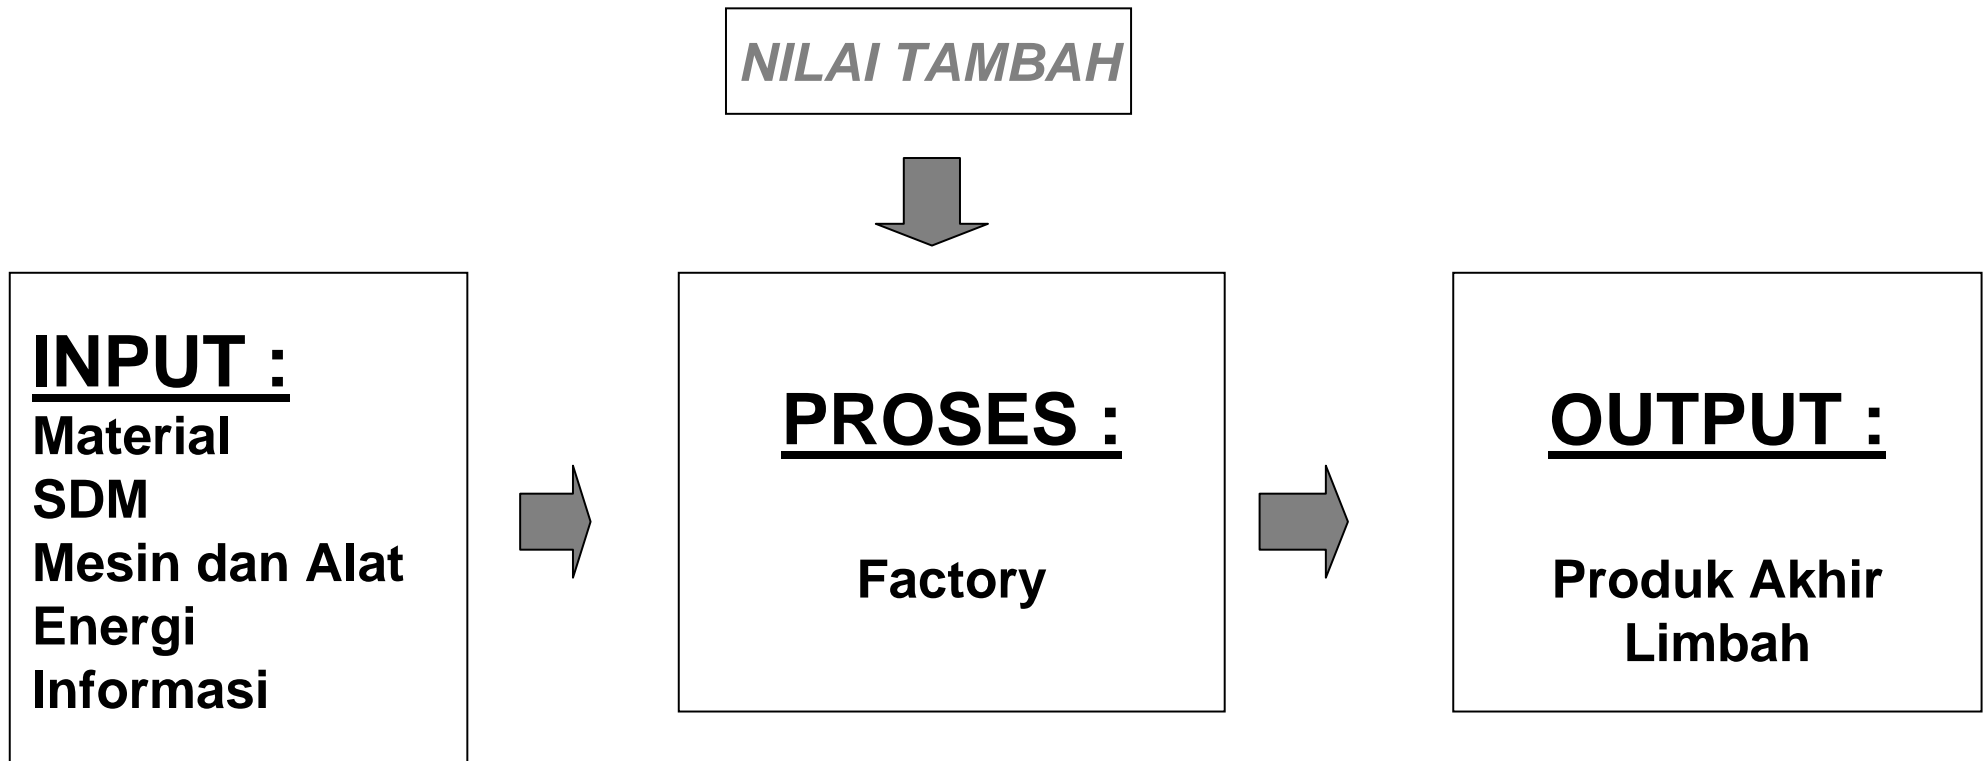 NILAI TAMBAH
INPUT :
Material
SDM
Mesin dan Alat
Energi
Informasi
PROSES :
Factory
OUTPUT :
Produk Akhir
Limbah